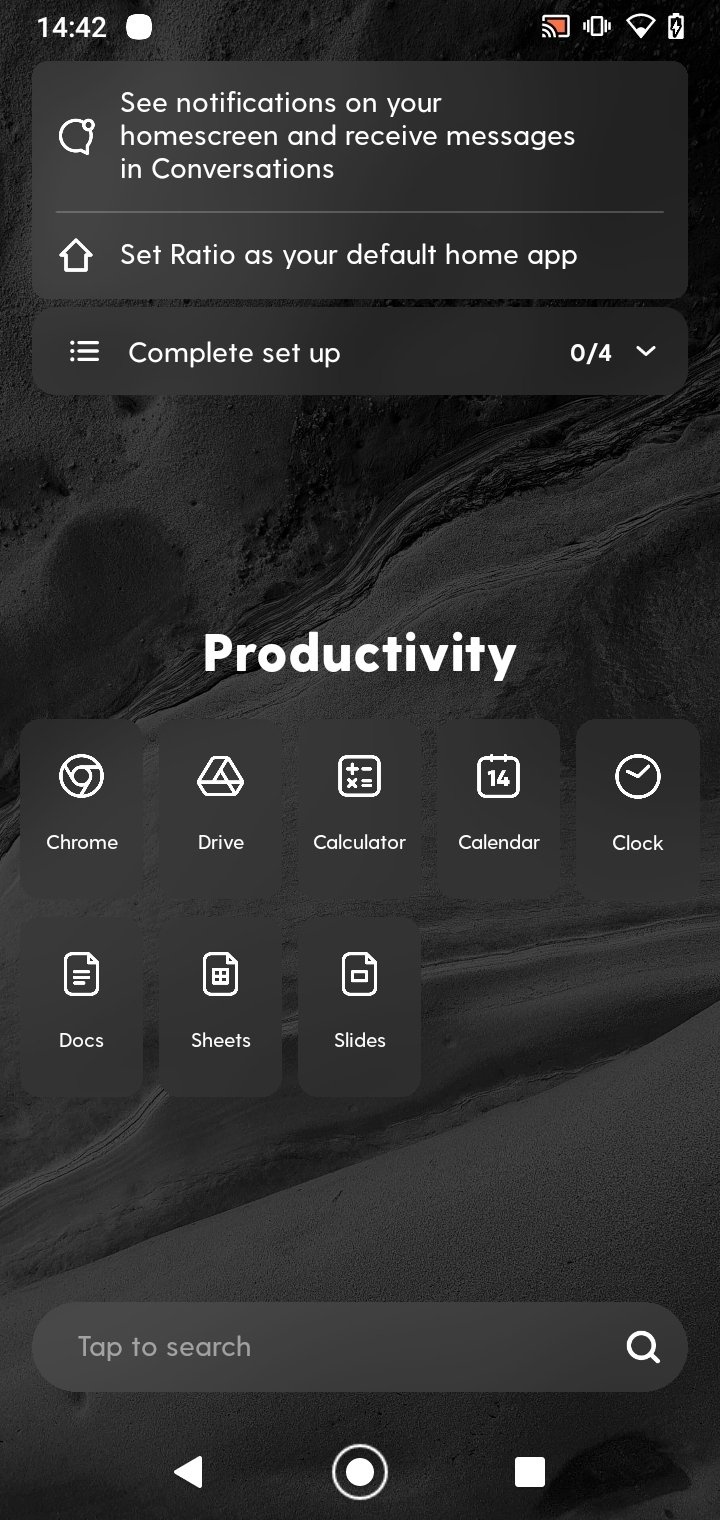 14:42
See notifications on your
homescreen and receive messages
in Conversations
Set Ratio as your default home app
Complete set up 0/4
Productivity
14
Chrome Drive Calculator Calendar Clock
Docs Sheets Slides
Tap to search